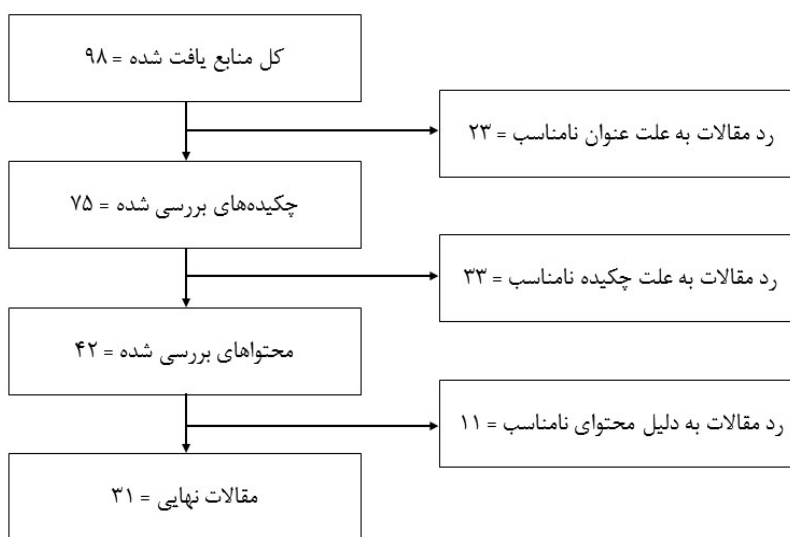 کل منابع یافت شده = ۹۸
رد مقالات به علت عنوان نامناسب = ۲۳
چکیده‌های بررسی شده = ۷۵
رد مقالات به علت چکیده نامناسب = ۳۳
محتواهای بررسی شده = ۴۲
رد مقالات به دلیل محتوای نامناسب = ۱۱
مقالات نهایی = ۳۱